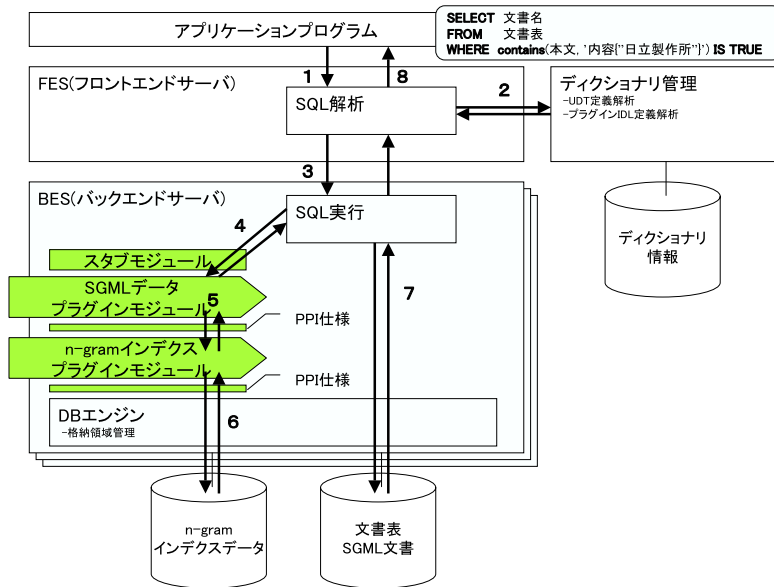 SELECT 文書名
FROM 文書表
WHERE contains(本文, '内容{"日立製作所"}') IS TRUE
アプリケーションプログラム
1
8
FES(フロントエンドサーバ)
SQL解析
2
ディクショナリ管理
-UDT定義解析
-プラグインIDL定義解析
3
BES(バックエンドサーバ)
SQL実行
4
ディクショナリ
情報
スタブモジュール
SGMLデータ
プラグインモジュール
5
7
PPI仕様
n-gramインデクス
プラグインモジュール
PPI仕様
DBエンジン
-格納領域管理
6
n-gram
インデクスデータ
文書表
SGML文書